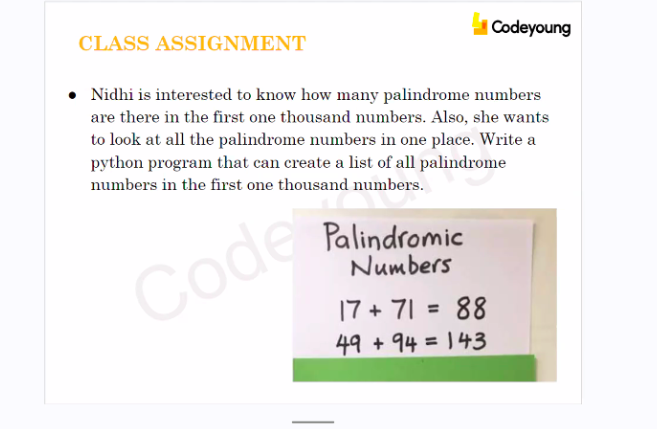 Codeyoung
CLASS ASSIGNMENT
• Nidhi is interested to know how many palindrome numbers
are there in the first one thousand numbers. Also, she wants
to look at all the palindrome numbers in one place. Write a
python program that can create a list of all palindrome
numbers in the first one thousand numbers.
Codeyoung
Palindromic
Numbers
17 + 71 = 88
49 + 94 = 143